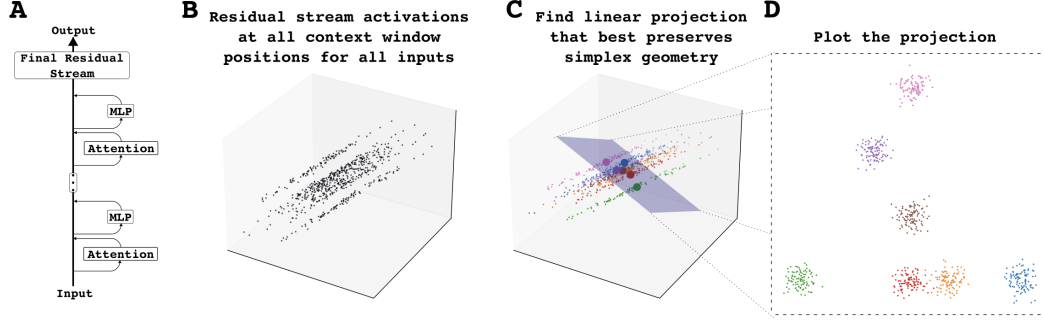 A
Output
Final Residual
Stream
MLP
Attention
MLP
Attention
Input
B
Residual stream activations
at all context window
positions for all inputs
C
Find linear projection
that best preserves
simplex geometry
D
Plot the projection